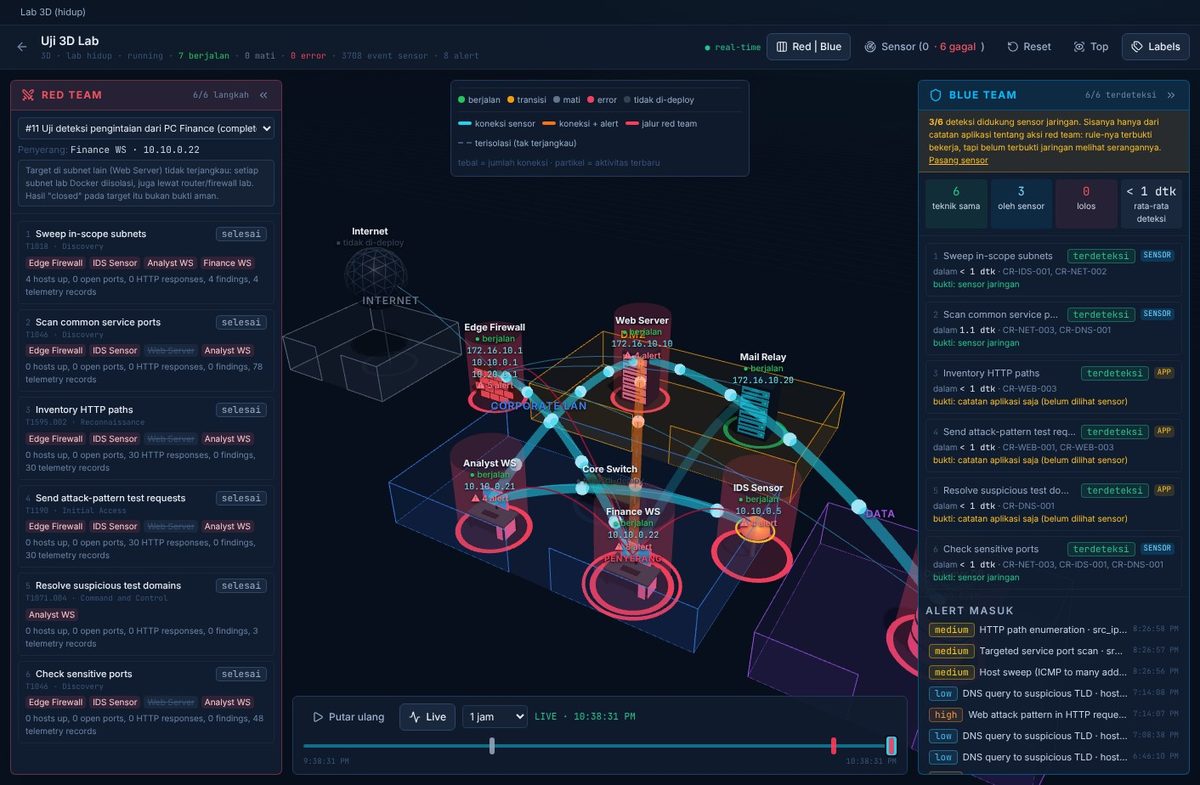 Lab 3D (hidup)
Uji 3D Lab
3D · lab hidup · running · 7 berjalan · 0 mati · 0 error · 3708 event sensor · 8 alert
real-time
Red | Blue
Sensor (0 · 6 gagal )
Reset
Top
Labels
RED TEAM
6/6 langkah
#11 Uji deteksi pengintaian dari PC Finance (complet
Penyerang: Finance WS · 10.10.0.22
Target di subnet lain (Web Server) tidak terjangkau: setiap
subnet lab Docker diisolasi, juga lewat router/firewall lab.
Hasil "closed" pada target itu bukan bukti aman.
1 Sweep in-scope subnets
selesai
T1018 · Discovery
Edge Firewall IDS Sensor Analyst WS Finance WS
4 hosts up, 0 open ports, 0 HTTP responses, 4 findings, 4
telemetry records
2 Scan common service ports
selesai
T1046 · Discovery
Edge Firewall IDS Sensor Web Server Analyst WS
0 hosts up, 0 open ports, 0 HTTP responses, 0 findings, 78
telemetry records
3 Inventory HTTP paths
selesai
T1595.002 · Reconnaissance
Edge Firewall IDS Sensor Web Server Analyst WS
0 hosts up, 0 open ports, 30 HTTP responses, 0 findings,
30 telemetry records
4 Send attack-pattern test requests
selesai
T1190 · Initial Access
Edge Firewall IDS Sensor Web Server Analyst WS
0 hosts up, 0 open ports, 30 HTTP responses, 0 findings,
30 telemetry records
5 Resolve suspicious test domains
selesai
T1071.004 · Command and Control
Analyst WS
0 hosts up, 0 open ports, 0 HTTP responses, 0 findings, 3
telemetry records
6 Check sensitive ports
selesai
T1046 · Discovery
Edge Firewall IDS Sensor Web Server Analyst WS
0 hosts up, 0 open ports, 0 HTTP responses, 0 findings, 48
telemetry records
berjalan transisi mati error tidak di-deploy
koneksi sensor koneksi + alert jalur red team
terisolasi (tak terjangkau)
tebal = jumlah koneksi · partikel = aktivitas terbaru
Internet
tidak di-deploy
INTERNET
Edge Firewall
berjalan
172.16.10.1
10.10.0.1
Web Server
berjalan
172.16.10.10
alert
Mail Relay
berjalan
172.16.10.20
CORPORATE LAN
Analyst WS
berjalan
10.10.0.21
4 alert
Core Switch
Finance WS
berjalan
10.10.0.22
alert
PENYERANG
IDS Sensor
berjalan
10.10.0.5
alert
DATA
Putar ulang
Live
1 jam
LIVE · 10:38:31 PM
9:38:31 PM
10:38:31 PM
BLUE TEAM
6/6 terdeteksi
3/6 deteksi didukung sensor jaringan. Sisanya hanya dari
catatan aplikasi tentang aksi red team: rule-nya terbukti
bekerja, tapi belum terbukti jaringan melihat serangannya.
Pasang sensor
6
teknik sama
3
oleh sensor
0
lolos
< 1 dtk
rata-rata
deteksi
1 Sweep in-scope subnets
terdeteksi
SENSOR
dalam < 1 dtk · CR-IDS-001, CR-NET-002
bukti: sensor jaringan
2 Scan common service p...
terdeteksi
SENSOR
dalam 1.1 dtk · CR-NET-003, CR-DNS-001
bukti: sensor jaringan
3 Inventory HTTP paths
terdeteksi
APP
dalam < 1 dtk · CR-WEB-003
bukti: catatan aplikasi saja (belum dilihat sensor)
4 Send attack-pattern test req...
terdeteksi
APP
dalam < 1 dtk · CR-WEB-001, CR-WEB-003
bukti: catatan aplikasi saja (belum dilihat sensor)
5 Resolve suspicious test do...
terdeteksi
APP
dalam < 1 dtk · CR-DNS-001
bukti: catatan aplikasi saja (belum dilihat sensor)
6 Check sensitive ports
terdeteksi
SENSOR
dalam < 1 dtk · CR-NET-003, CR-IDS-001, CR-DNS-001
bukti: sensor jaringan
ALERT MASUK
medium HTTP path enumeration · src_ip... 8:26:58 PM
medium Targeted service port scan · sr... 8:26:57 PM
medium Host sweep (ICMP to many add... 8:26:56 PM
low DNS query to suspicious TLD · host... 7:14:08 PM
high Web attack pattern in HTTP reque... 7:14:07 PM
low DNS query to suspicious TLD · host... 7:08:38 PM
low DNS query to suspicious TLD · host... 6:46:10 PM